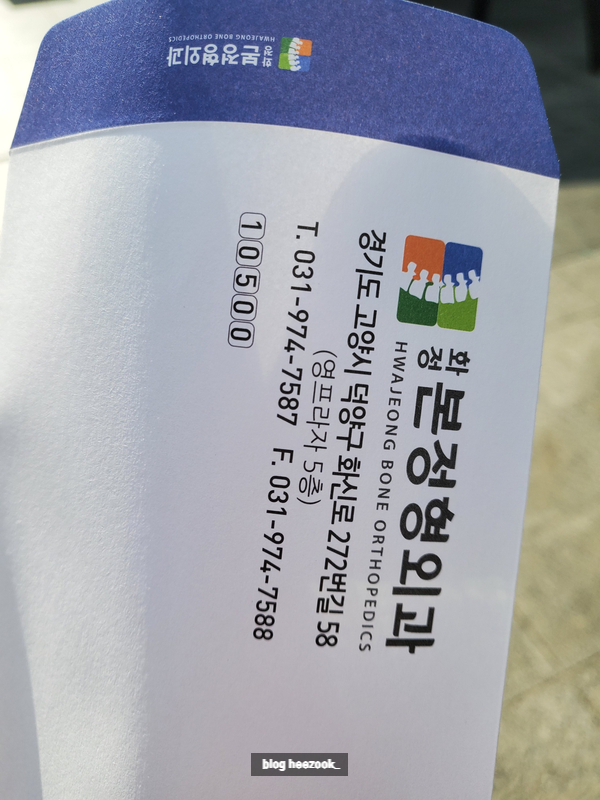 화정 본정형외과
HWAJEONG BONE ORTHOPEDICS
화정 본정형외과
HWAJEONG BONE ORTHOPEDICS
경기도 고양시 덕양구 화신로 272번길 58
(영프라자 5층)
T. 031-974-7587 F. 031-974-7588
10500
blog heezook_